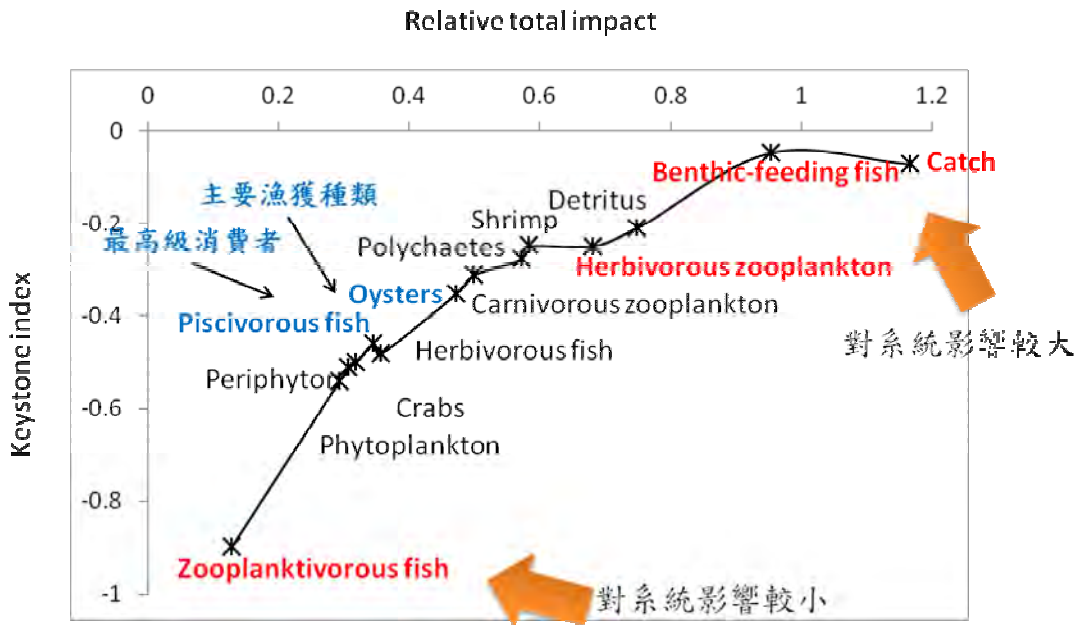 Relative total impact
0 0.2 0.4 0.6 0.8 1 1.2
0
Benthic-feeding fish
Catch
主要漁獲種類
Detritus
-0.2
Shrimp
最高級消費者
Polychaetes
Herbivorous zooplankton
Oysters
Carnivorous zooplankton
-0.4
Piscivorous fish
對系統影響較大
Herbivorous fish
Keystone index
Periphyton
-0.6
Crabs
Phytoplankton
-0.8
Zooplanktivorous fish
-1
對系統影響較小